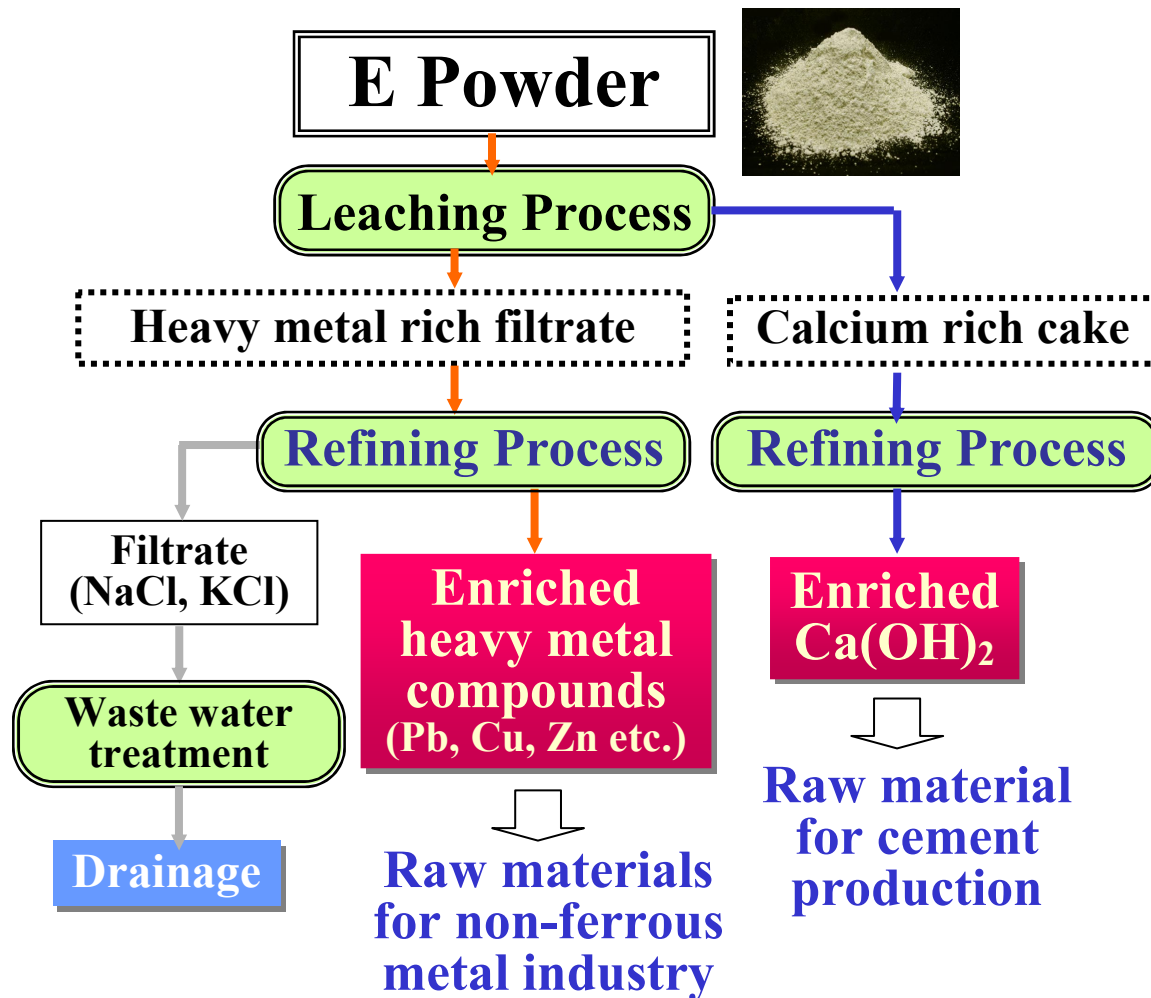 E Powder
Leaching Process
Heavy metal rich filtrate
Calcium rich cake
Refining Process
Refining Process
Filtrate
(NaCl, KCl)
Enriched
heavy metal
compounds
(Pb, Cu, Zn etc.)
Enriched
Ca(OH)₂
Waste water
treatment
Drainage
Raw materials
for non-ferrous
metal industry
Raw material
for cement
production